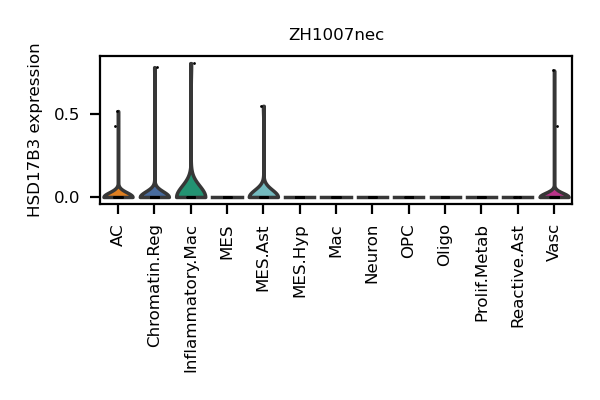 ZH1007nec
HSD17B3 expression
0.5
0.0
AC
Chromatin.Reg
Inflammatory.Mac
MES
MES.Ast
MES.Hyp
Mac
Neuron
OPC
Oligo
Prolif.Metab
Reactive.Ast
Vasc